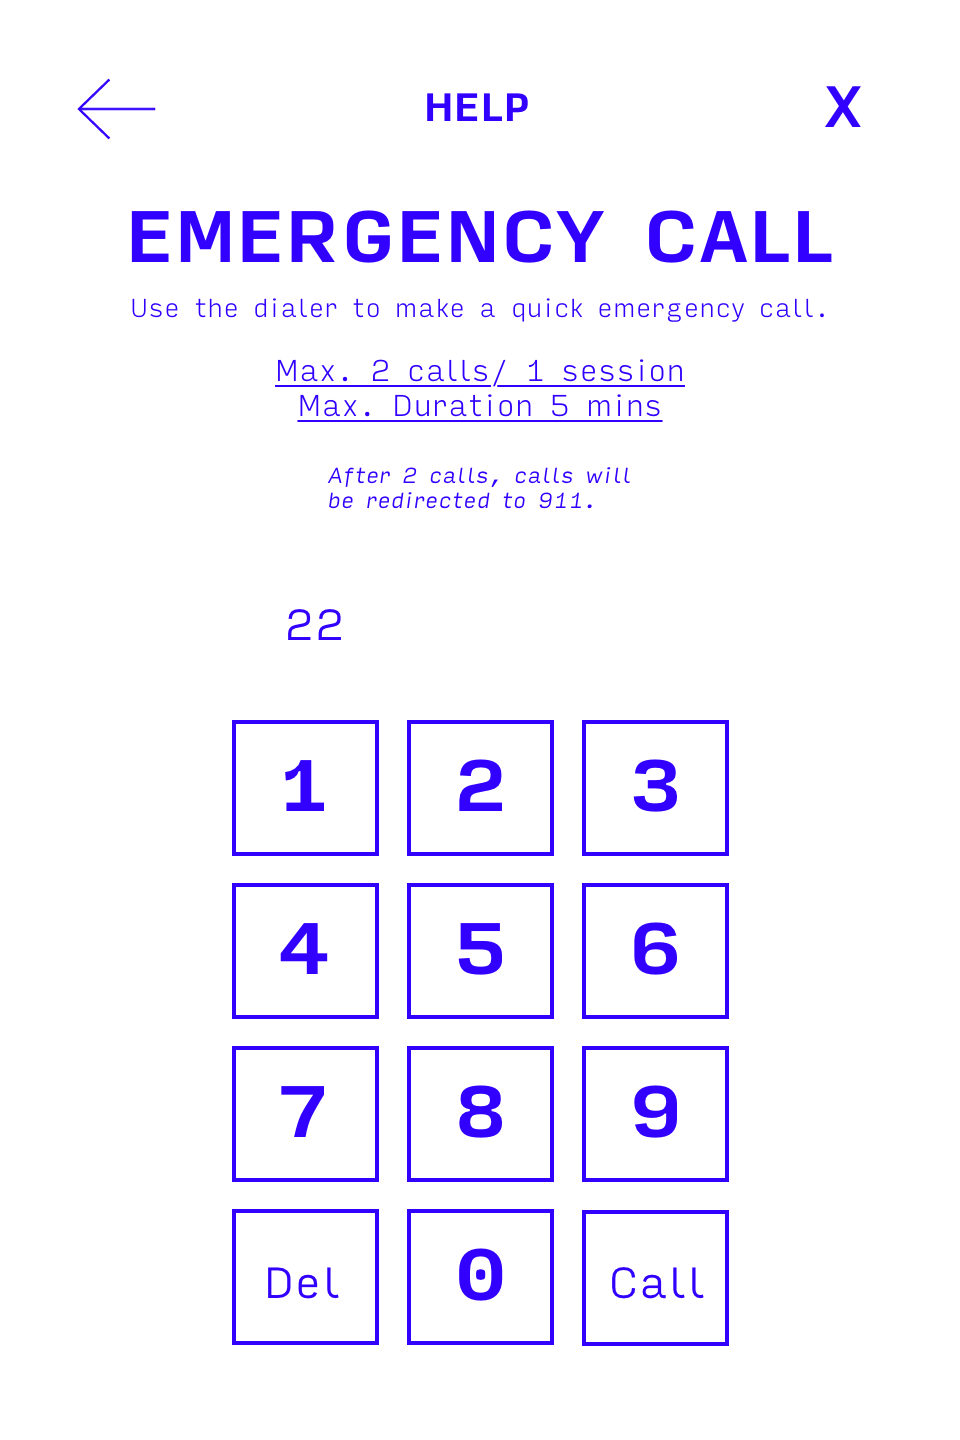 HELP
X
EMERGENCY CALL
Use the dialer to make a quick emergency call.
Max. 2 calls/ 1 session
Max. Duration 5 mins
After 2 calls, calls will
be redirected to 911.
22
1 2 3
4 5 6
7 8 9
Del 0 Call